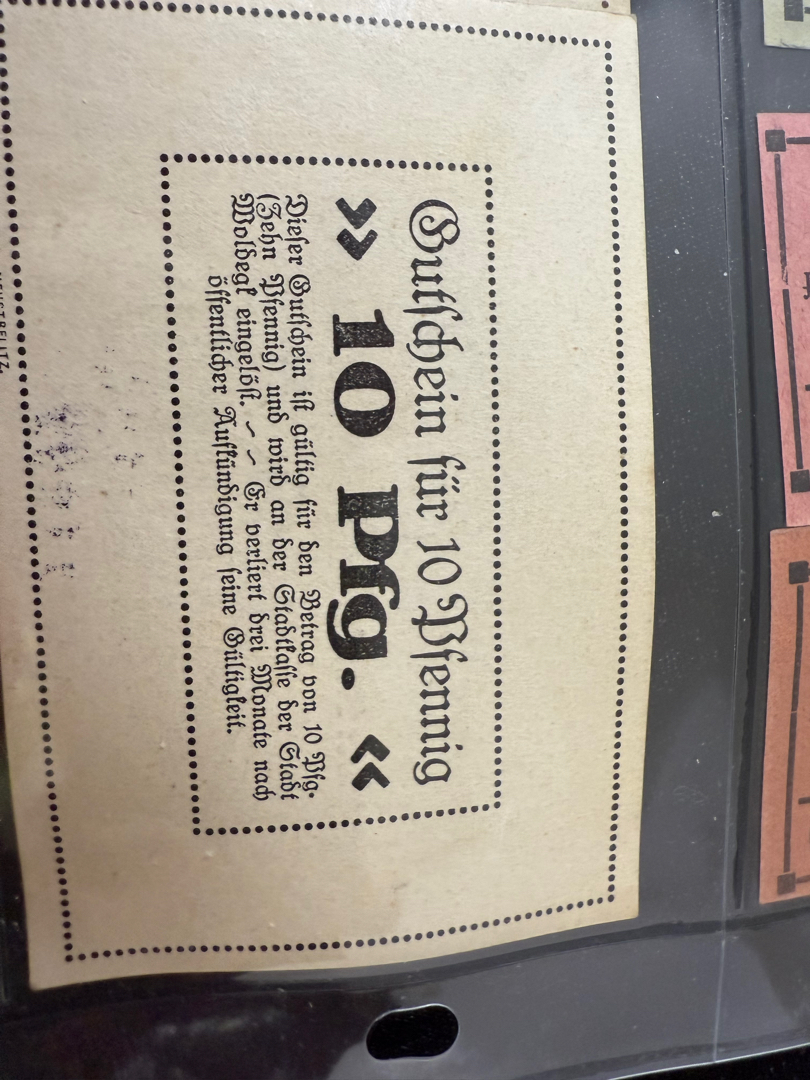 Gutschein für 10 Pfennig
» 10 Pfg. «
Dieser Gutschein ist gültig für den Betrag von 10 Pfg.
(Zehn Pfennig) und wird an der Stadtkasse der Stadt
Woldegk eingelöst. ~ ~ Er verliert drei Monate nach
öffentlicher Aufkündigung seine Gültigkeit.
NEUSTRELITZ